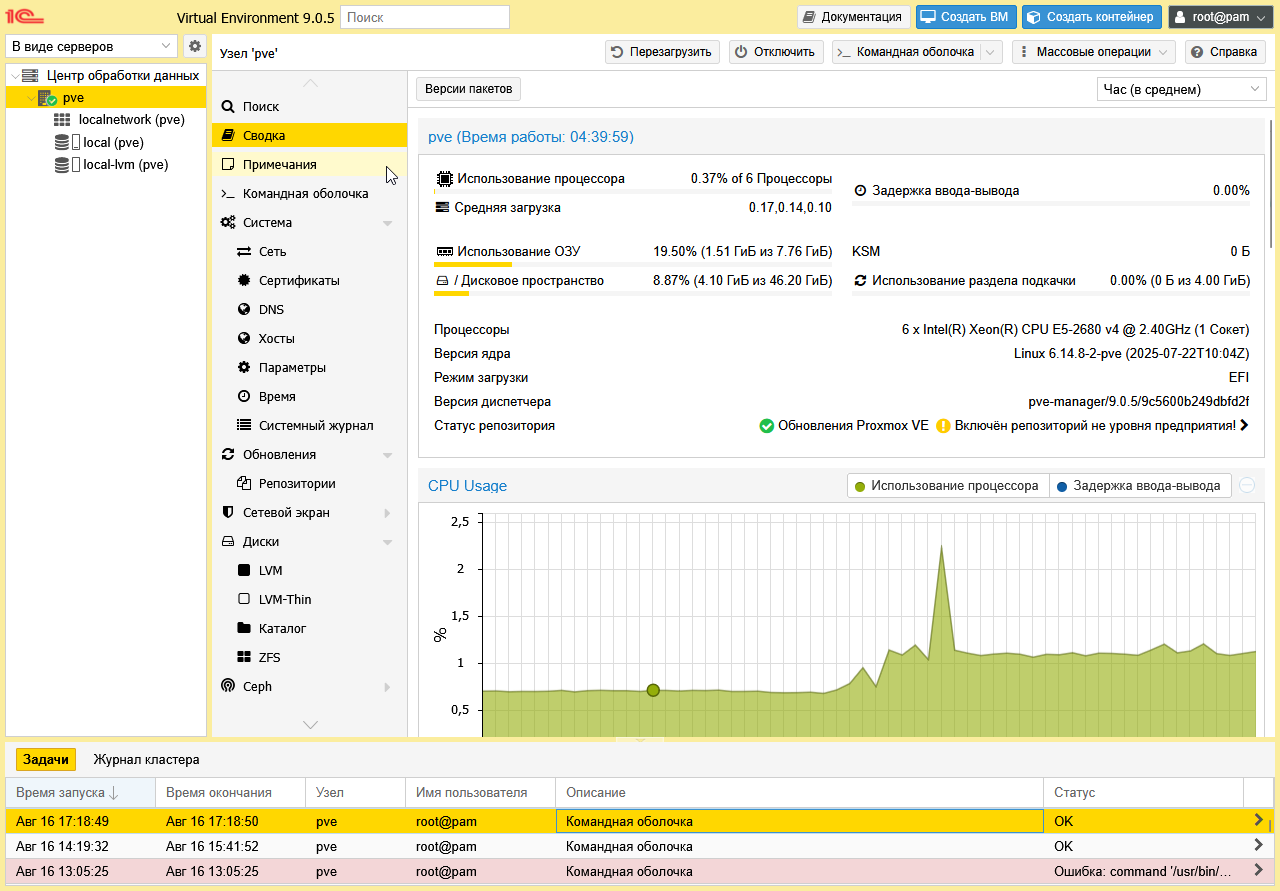 1С Virtual Environment 9.0.5 Поиск Документация Создать ВМ Создать контейнер root@pam
В виде серверов
Центр обработки данных
pve
localnetwork (pve)
local (pve)
local-lvm (pve)
Узел 'pve' Перезагрузить Отключить Командная оболочка Массовые операции Справка
Поиск
Сводка
Примечания
Командная оболочка
Система
Сеть
Сертификаты
DNS
Хосты
Параметры
Время
Системный журнал
Обновления
Репозитории
Сетевой экран
Диски
LVM
LVM-Thin
Каталог
ZFS
Ceph
Версии пакетов Час (в среднем)
pve (Время работы: 04:39:59)
Использование процессора 0.37% of 6 Процессоры
Задержка ввода-вывода 0.00%
Средняя загрузка 0.17,0.14,0.10
Использование ОЗУ 19.50% (1.51 ГиБ из 7.76 ГиБ) KSM 0 Б
/ Дисковое пространство 8.87% (4.10 ГиБ из 46.20 ГиБ) Использование раздела подкачки 0.00% (0 Б из 4.00 ГиБ)
Процессоры 6 x Intel(R) Xeon(R) CPU E5-2680 v4 @ 2.40GHz (1 Сокет)
Версия ядра Linux 6.14.8-2-pve (2025-07-22T10:04Z)
Режим загрузки EFI
Версия диспетчера pve-manager/9.0.5/9c5600b249dbfd2f
Статус репозитория Обновления Proxmox VE Включён репозиторий не уровня предприятия!
CPU Usage Использование процессора Задержка ввода-вывода
2,5
2
1,5
%
1
0,5
Задачи Журнал кластера
Время запуска Время окончания Узел Имя пользователя Описание Статус
Авг 16 17:18:49 Авг 16 17:18:50 pve root@pam Командная оболочка OK
Авг 16 14:19:32 Авг 16 15:41:52 pve root@pam Командная оболочка OK
Авг 16 13:05:25 Авг 16 13:05:25 pve root@pam Командная оболочка Ошибка: command '/usr/bin/...